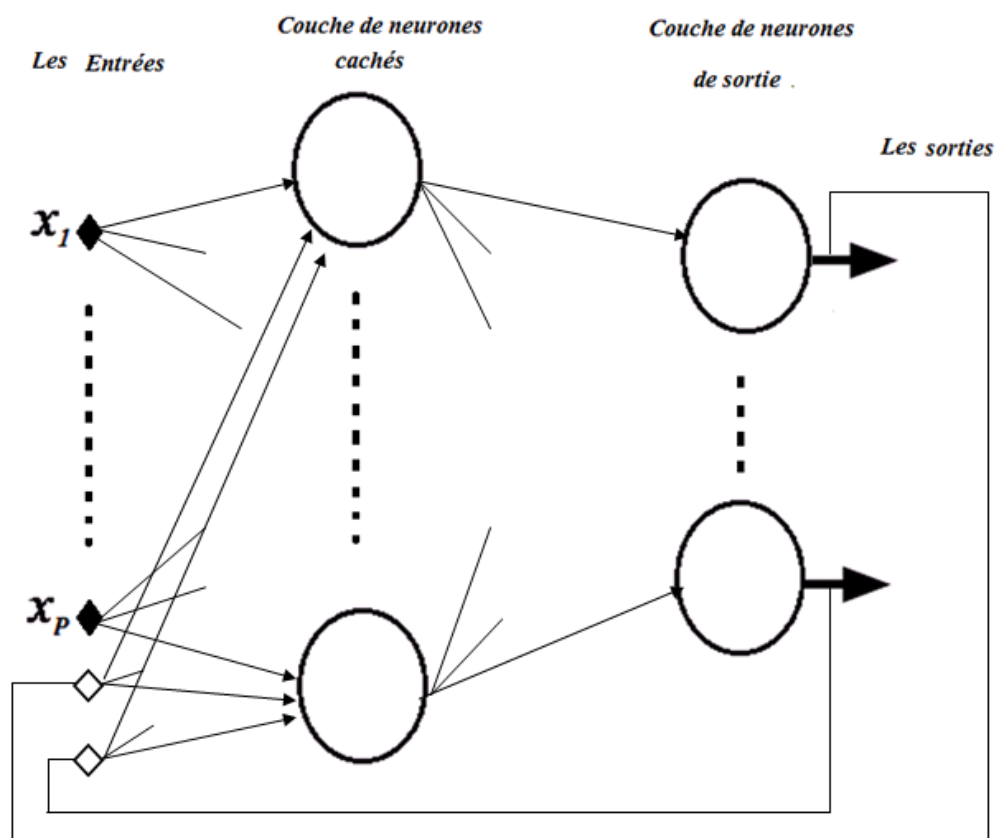 Les Entrées
Couche de neurones
cachés
Couche de neurones
de sortie .
Les sorties
x1
xP